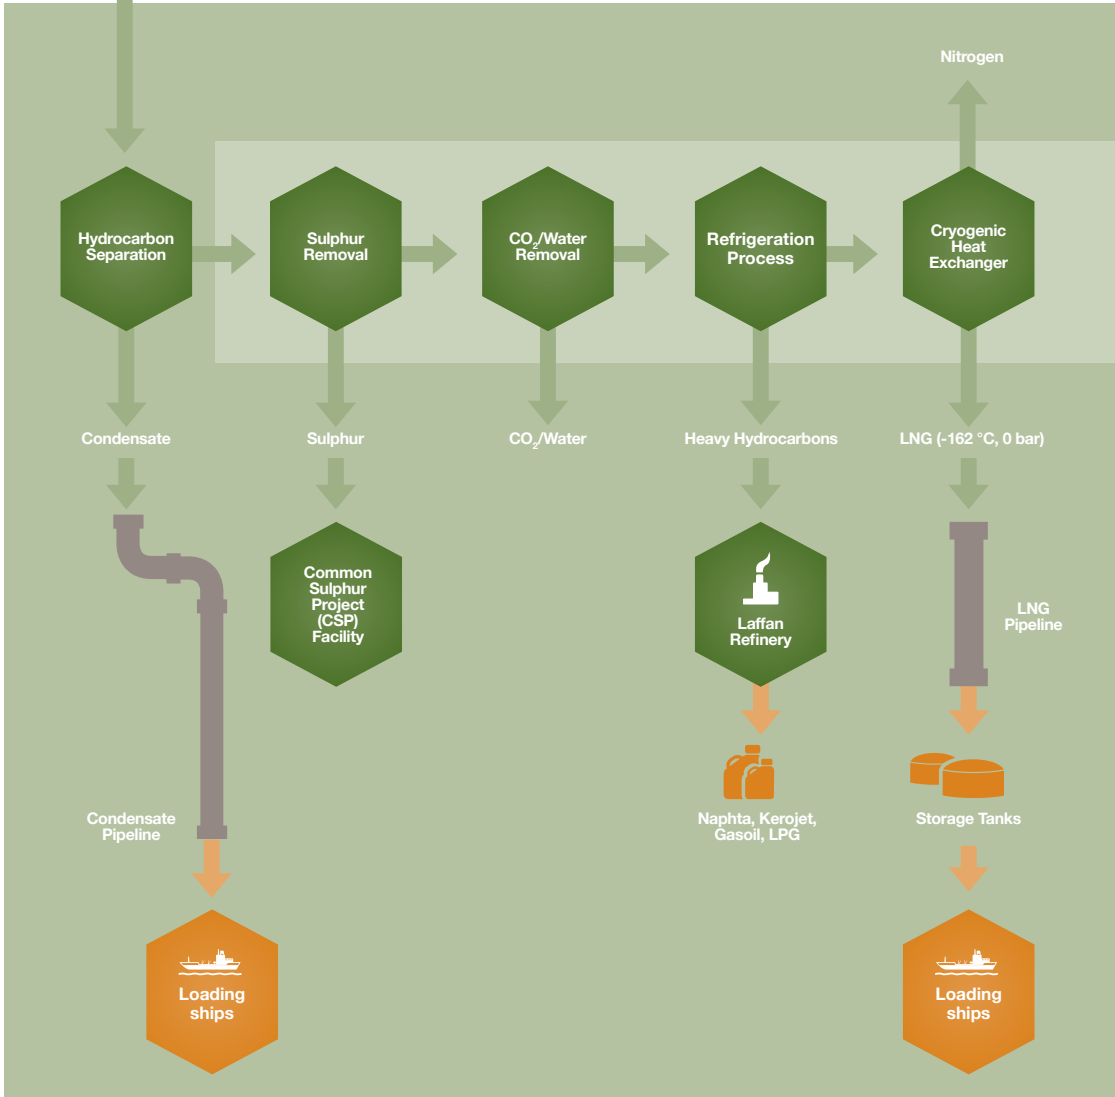 Nitrogen
Hydrocarbon
Separation
Sulphur
Removal
CO₂/Water
Removal
Refrigeration
Process
Cryogenic
Heat
Exchanger
Condensate
Sulphur
CO₂/Water
Heavy Hydrocarbons
LNG (-162 °C, 0 bar)
Common
Sulphur
Project
(CSP)
Facility
Laffan
Refinery
LNG
Pipeline
Condensate
Pipeline
Naphta, Kerojet,
Gasoil, LPG
Storage Tanks
Loading
ships
Loading
ships